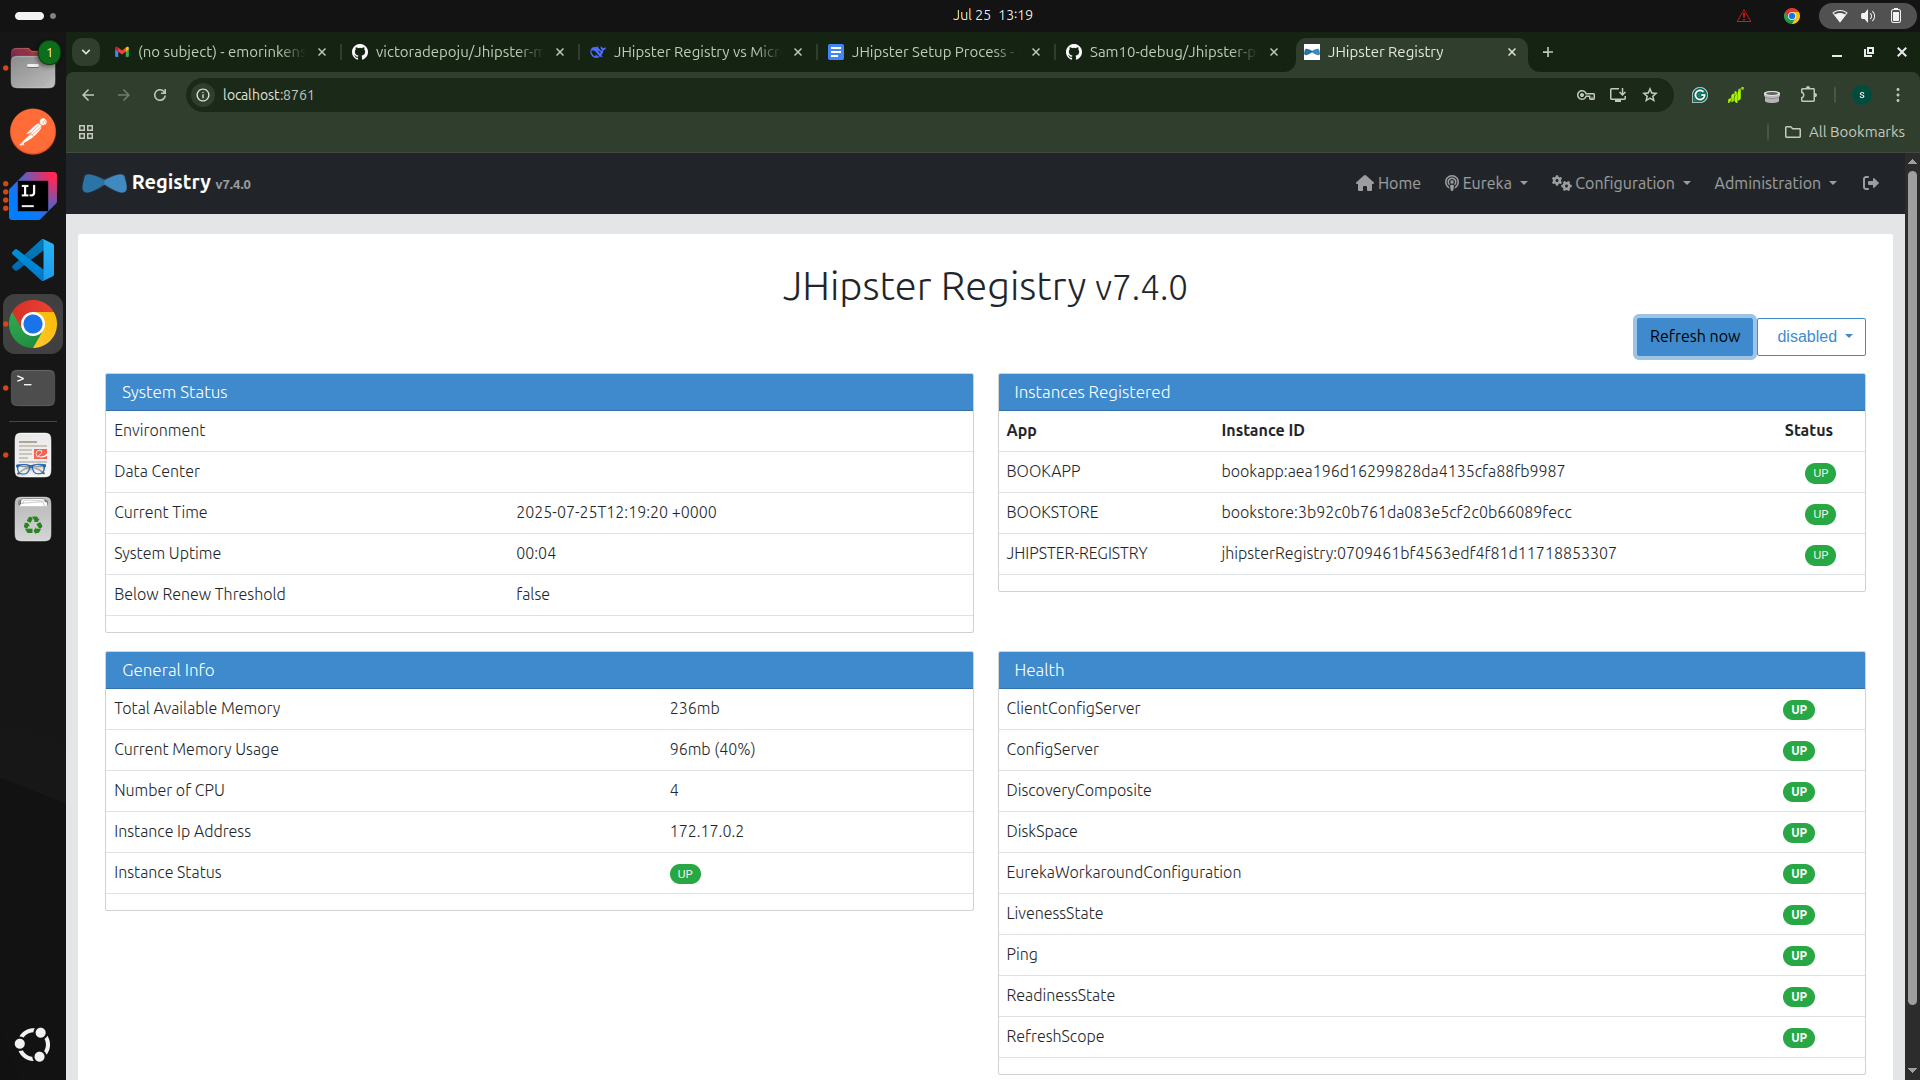 Jul 25 13:19
1
(no subject) - emorinkens
victoradepoju/Jhipster-m
JHipster Registry vs Micr
JHipster Setup Process -
Sam10-debug/Jhipster-p
JHipster Registry
localhost:8761
S
All Bookmarks
Registry v7.4.0
Home
Eureka
Configuration
Administration
JHipster Registry v7.4.0
Refresh now
disabled
System Status
Environment
Data Center
Current Time 2025-07-25T12:19:20 +0000
System Uptime 00:04
Below Renew Threshold false
Instances Registered
App Instance ID Status
BOOKAPP bookapp:aea196d16299828da4135cfa88fb9987 UP
BOOKSTORE bookstore:3b92c0b761da083e5cf2c0b66089fecc UP
JHIPSTER-REGISTRY jhipsterRegistry:0709461bf4563edf4f81d11718853307 UP
General Info
Total Available Memory 236mb
Current Memory Usage 96mb (40%)
Number of CPU 4
Instance Ip Address 172.17.0.2
Instance Status UP
Health
ClientConfigServer UP
ConfigServer UP
DiscoveryComposite UP
DiskSpace UP
EurekaWorkaroundConfiguration UP
LivenessState UP
Ping UP
ReadinessState UP
RefreshScope UP
IJ
>_